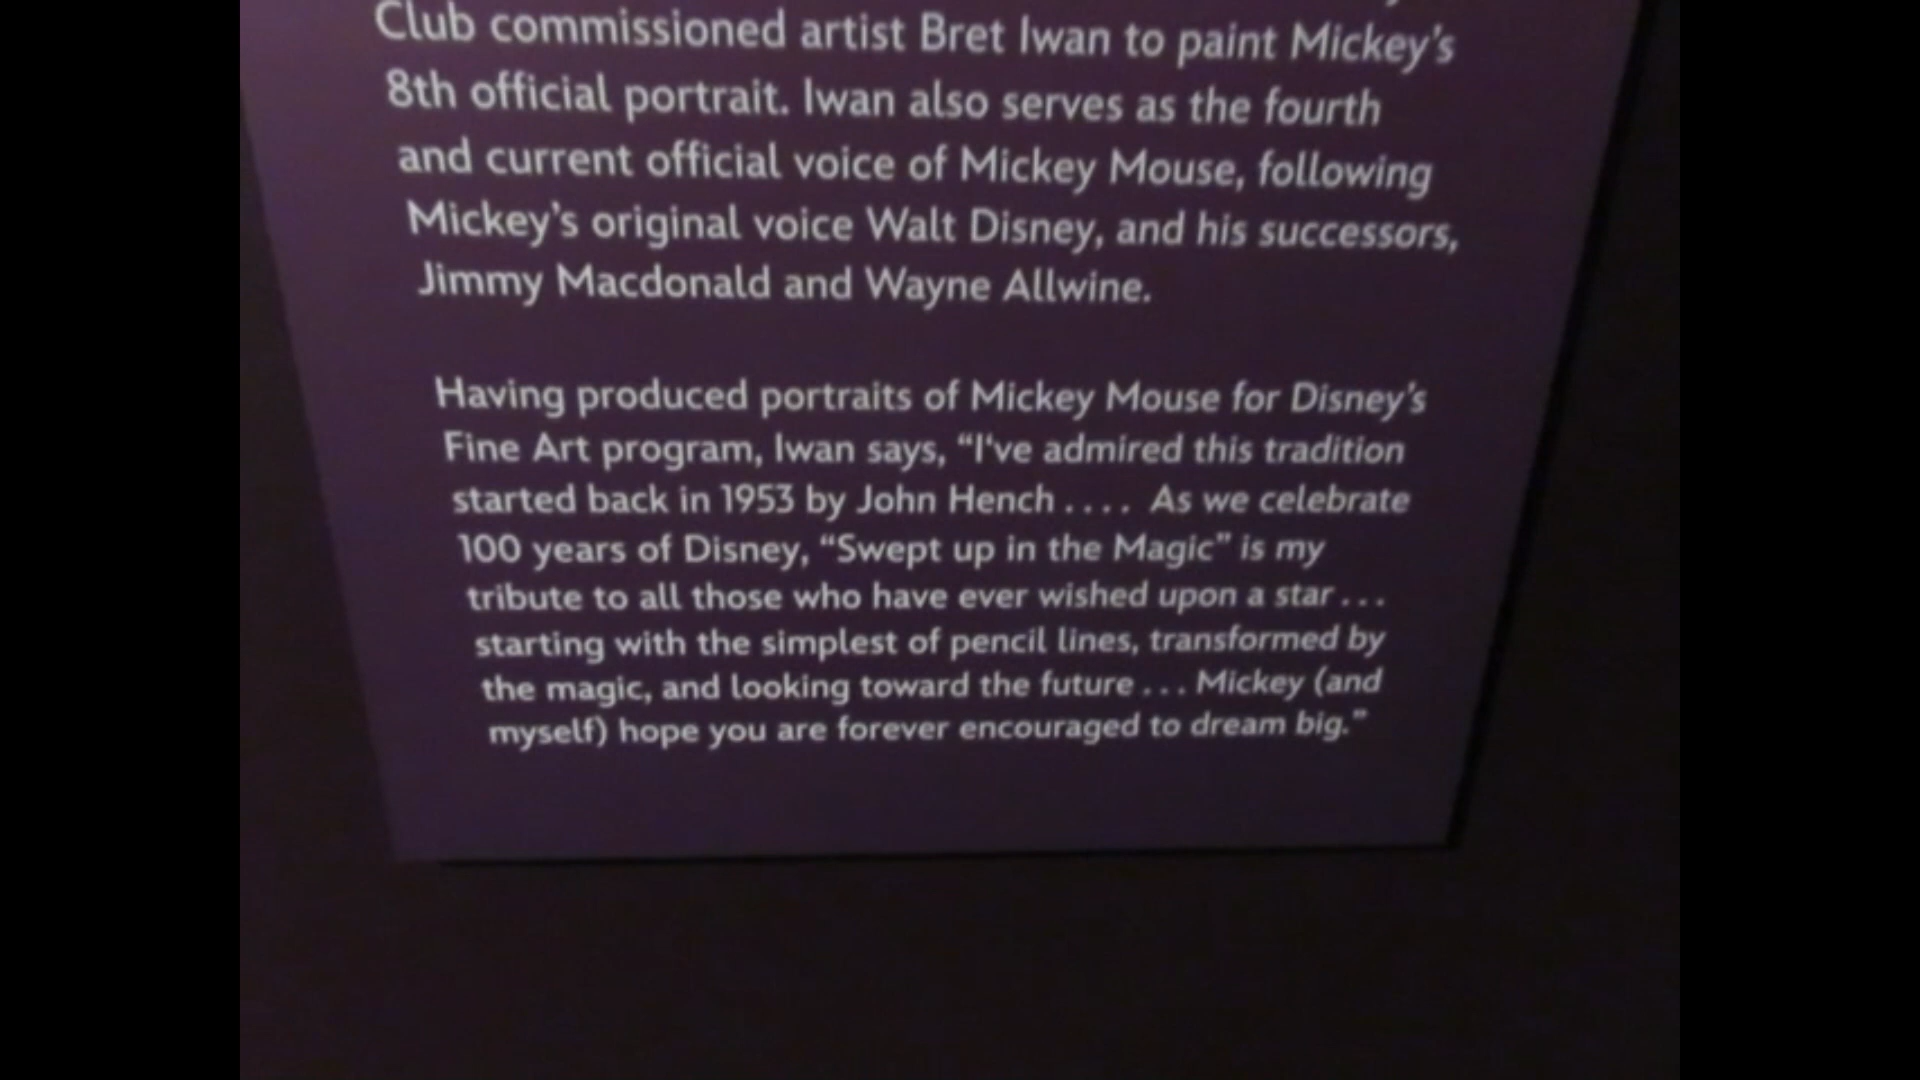 Club commissioned artist Bret Iwan to paint Mickey's
8th official portrait. Iwan also serves as the fourth
and current official voice of Mickey Mouse, following
Mickey's original voice Walt Disney, and his successors,
Jimmy Macdonald and Wayne Allwine.
Having produced portraits of Mickey Mouse for Disney's
Fine Art program, Iwan says, “I've admired this tradition
started back in 1953 by John Hench . . . . As we celebrate
100 years of Disney, “Swept up in the Magic” is my
tribute to all those who have ever wished upon a star . . .
starting with the simplest of pencil lines, transformed by
the magic, and looking toward the future . . . Mickey (and
myself) hope you are forever encouraged to dream big.”